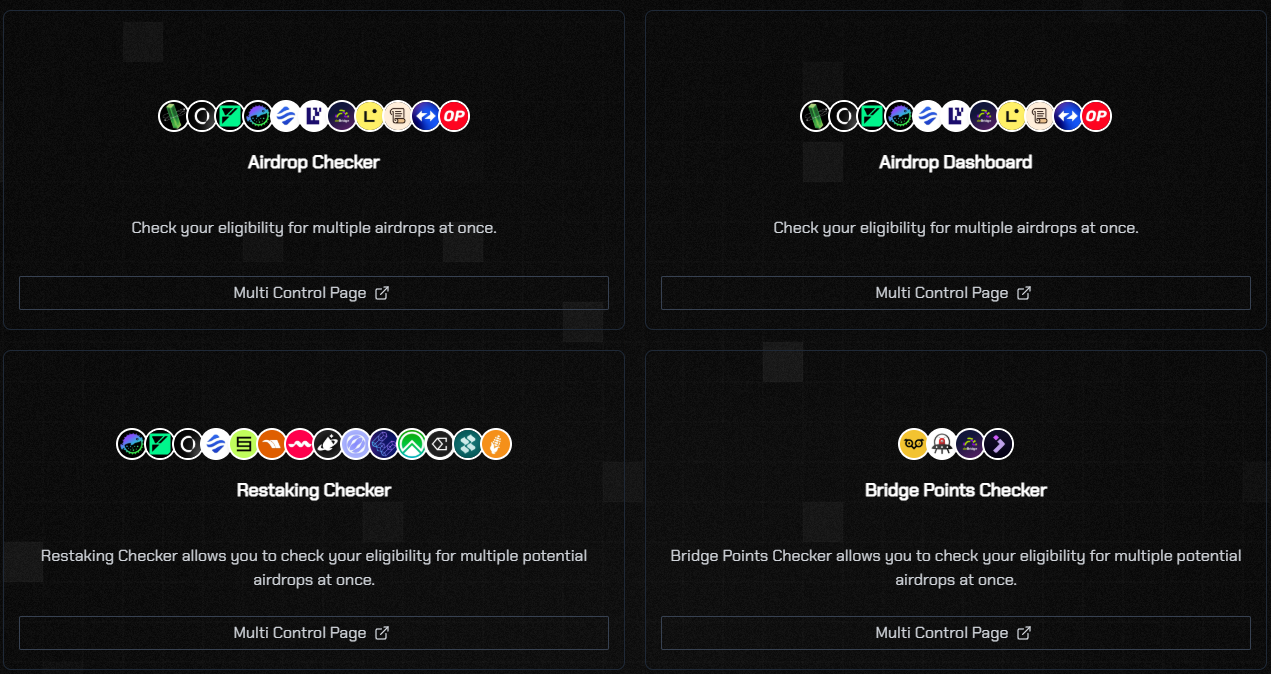 OP
Airdrop Checker
Check your eligibility for multiple airdrops at once.
Multi Control Page
OP
Airdrop Dashboard
Check your eligibility for multiple airdrops at once.
Multi Control Page
Restaking Checker
Restaking Checker allows you to check your eligibility for multiple potential
airdrops at once.
Multi Control Page
Bridge Points Checker
Bridge Points Checker allows you to check your eligibility for multiple potential
airdrops at once.
Multi Control Page